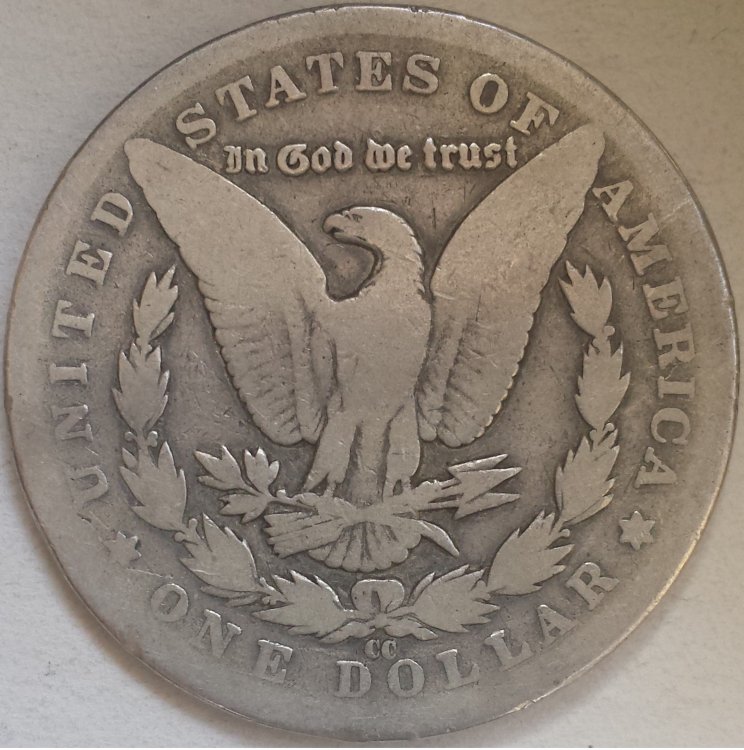 UNITED STATES OF AMERICA
In God we trust
CC
ONE DOLLAR